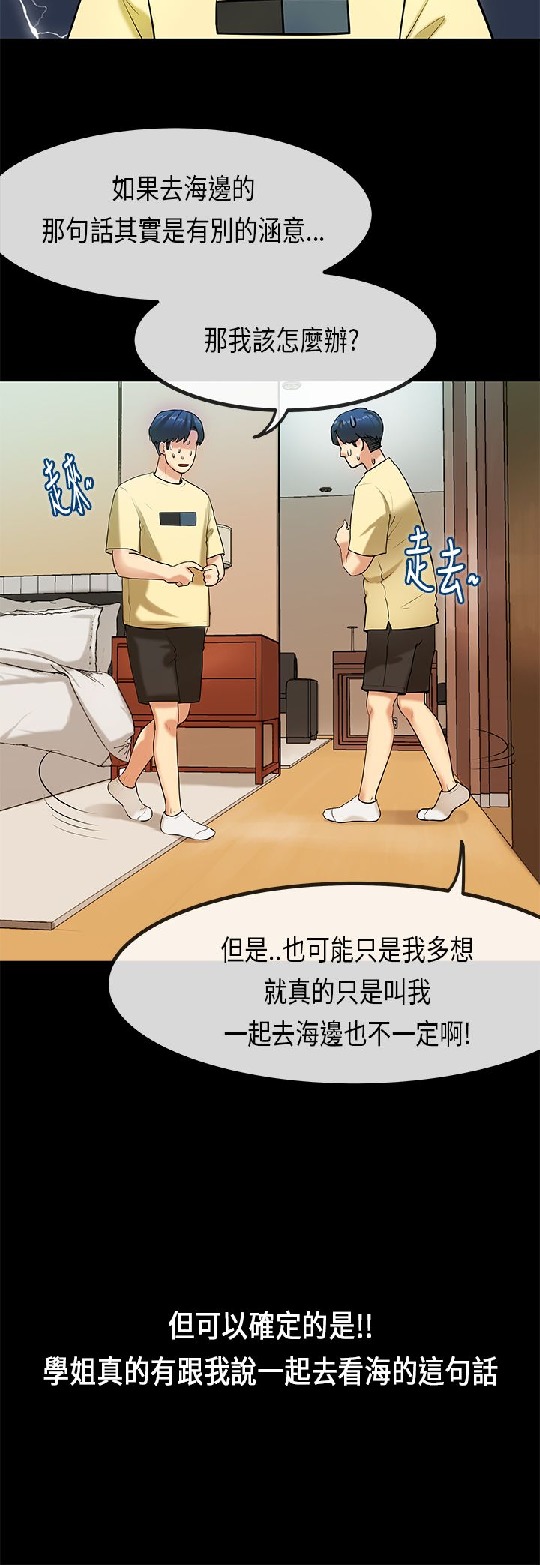 如果去海邊的
那句話其實是有別的涵意...
那我該怎麼辦?
走來~
走去~
但是..也可能只是我多想
就真的只是叫我
一起去海邊也不一定啊!
但可以確定的是!!
學姐真的有跟我說一起去看海的這句話